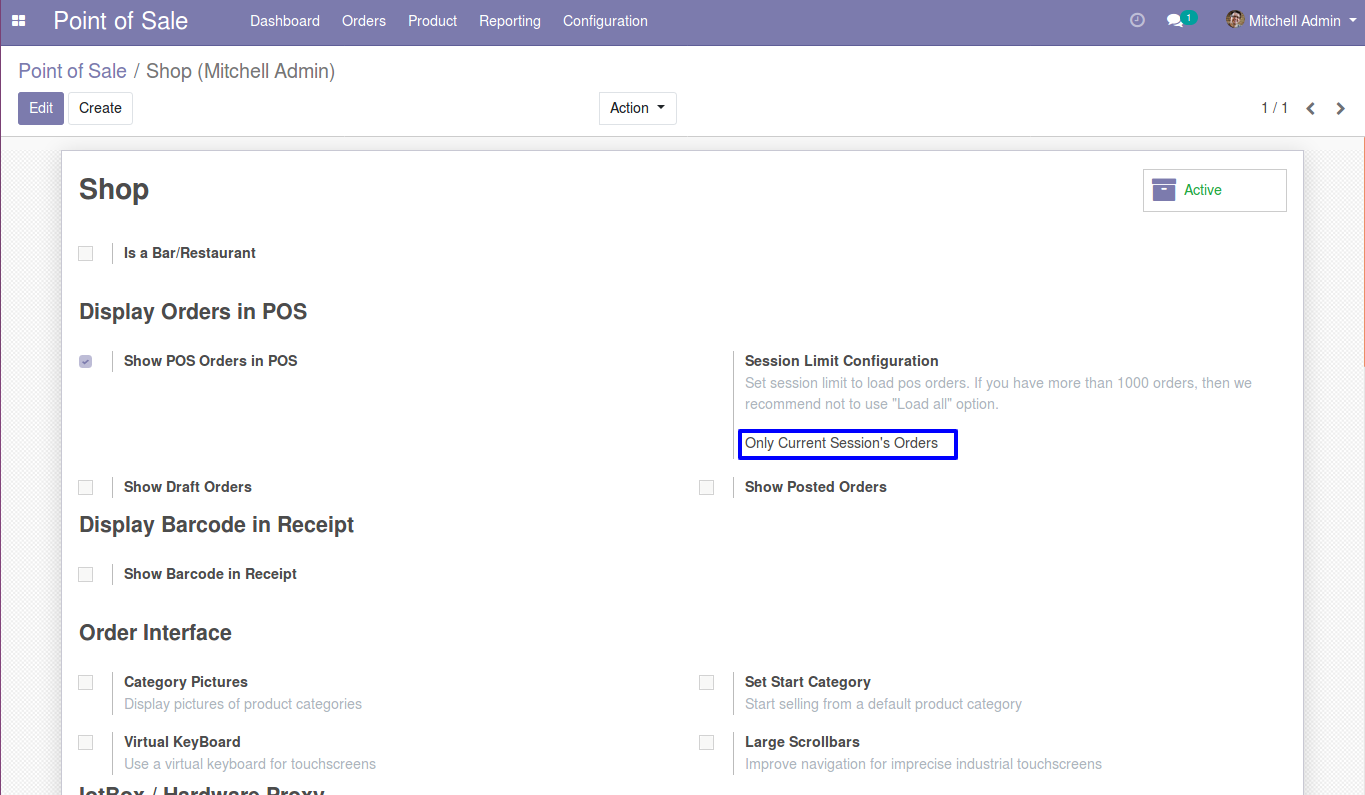 Point of Sale Dashboard Orders Product Reporting Configuration 1 Mitchell Admin
Point of Sale / Shop (Mitchell Admin)
Edit Create Action 1 / 1
Shop
Active
Is a Bar/Restaurant
Display Orders in POS
Show POS Orders in POS
Session Limit Configuration
Set session limit to load pos orders. If you have more than 1000 orders, then we
recommend not to use "Load all" option.
Only Current Session's Orders
Show Draft Orders
Show Posted Orders
Display Barcode in Receipt
Show Barcode in Receipt
Order Interface
Category Pictures
Display pictures of product categories
Set Start Category
Start selling from a default product category
Virtual KeyBoard
Use a virtual keyboard for touchscreens
Large Scrollbars
Improve navigation for imprecise industrial touchscreens
IotBox / Hardware Proxy